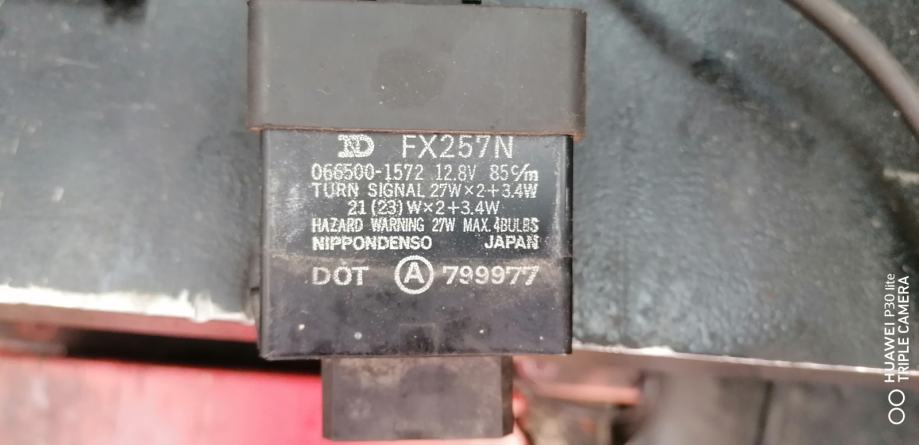 ND FX257N
066500-1572 12.8V 85c/m
TURN SIGNAL 27W×2+3.4W
21(23)W×2+3.4W
HAZARD WARNING 27W MAX.4BULBS
NIPPONDENSO JAPAN
DOT A 799977
HUAWEI P30 lite
TRIPLE CAMERA